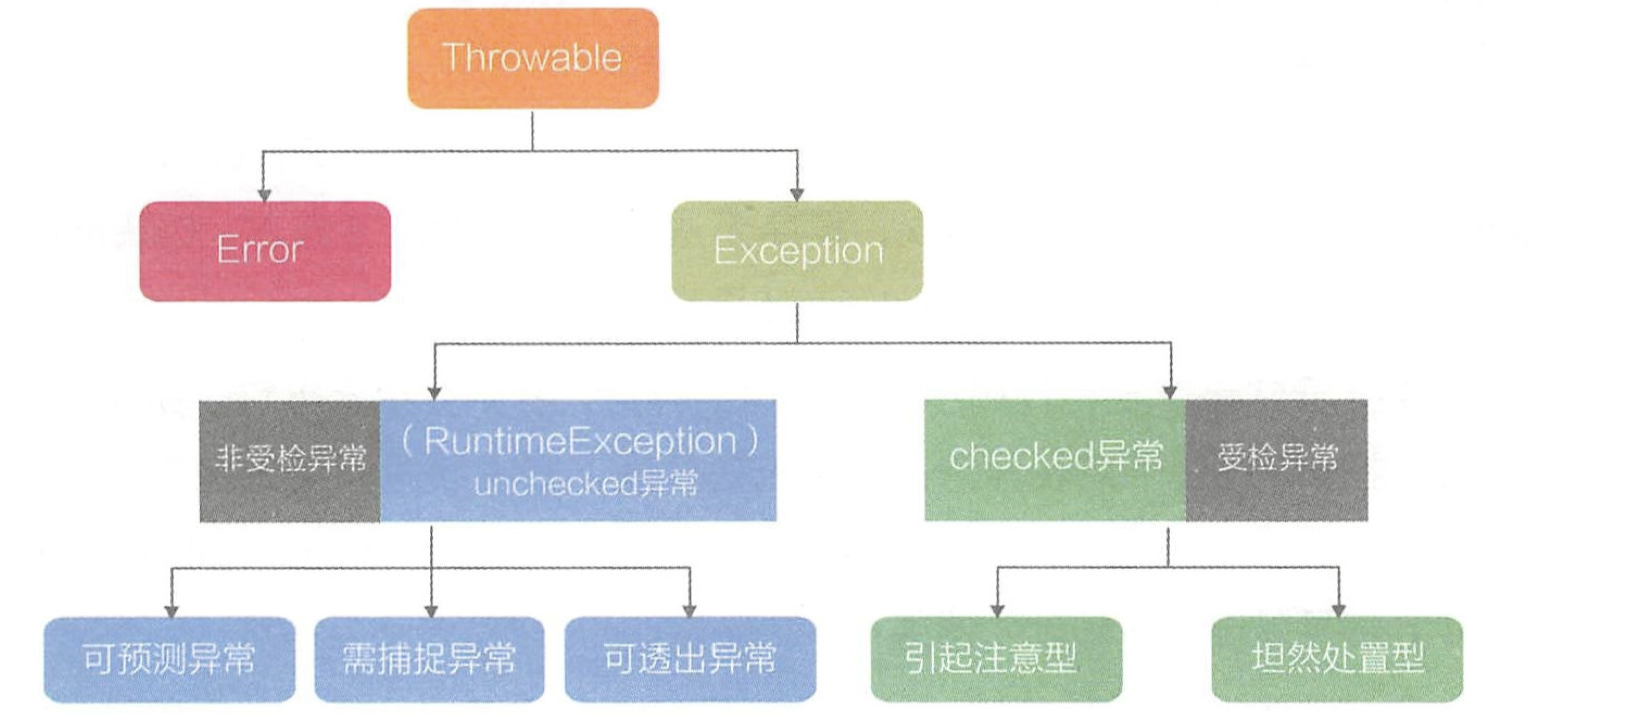 Throwable
Error
Exception
非受检异常
（RuntimeException）
unchecked异常
checked异常
受检异常
可预测异常
需捕捉异常
可透出异常
引起注意型
坦然处置型